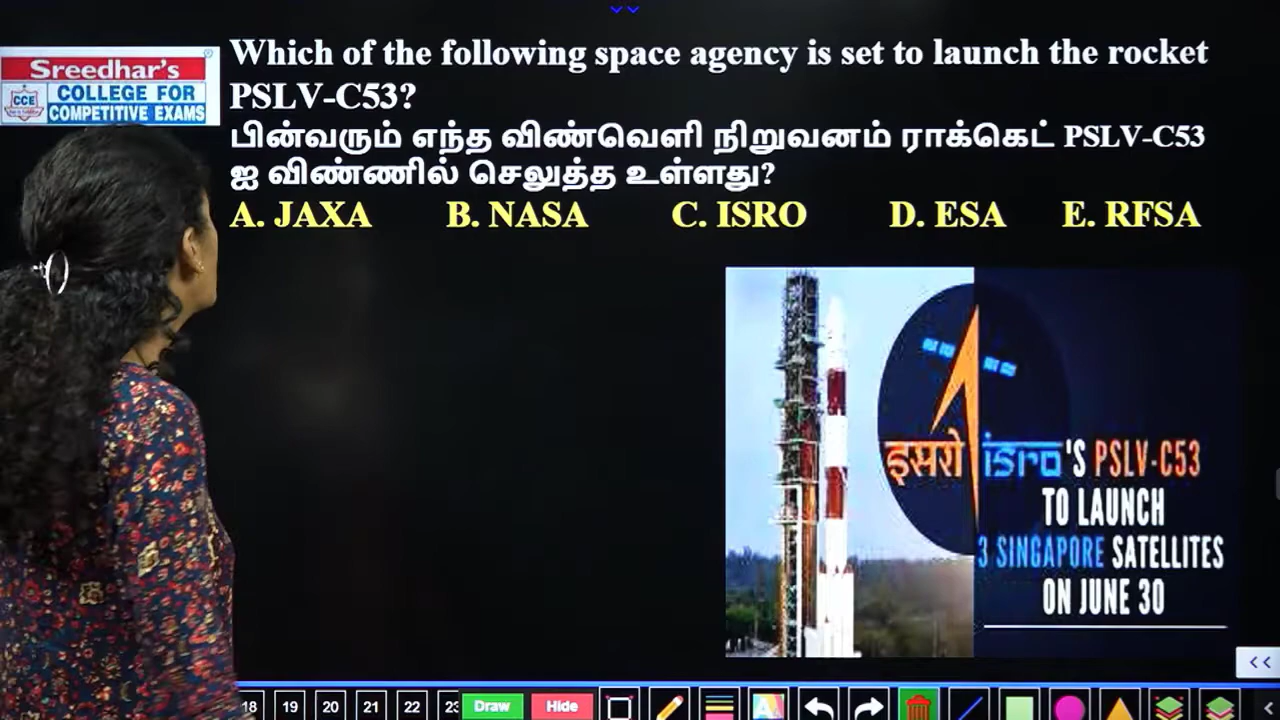 Sreedhar's
CCE
COLLEGE FOR
COMPETITIVE EXAMS
Which of the following space agency is set to launch the rocket
PSLV-C53?
பின்வரும் எந்த விண்வெளி நிறுவனம் ராக்கெட் PSLV-C53
ஐ விண்ணில் செலுத்த உள்ளது?
A. JAXA B. NASA C. ISRO D. ESA E. RFSA
इसरो isro'S PSLV-C53
TO LAUNCH
3 SINGAPORE SATELLITES
ON JUNE 30
<<
18 19 20 21 22 23 Draw Hide